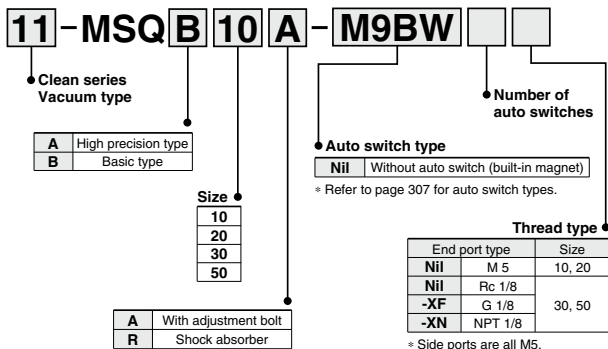 11-MSQ B 10 A - M9BW
Clean series
Vacuum type
Number of
auto switches
A High precision type
B Basic type
Auto switch type
Nil Without auto switch (built-in magnet)
* Refer to page 307 for auto switch types.
Size
10
20
30
50
Thread type
End port type Size
Nil M 5 10, 20
Nil Rc 1/8
-XF G 1/8 30, 50
-XN NPT 1/8
* Side ports are all M5.
A With adjustment bolt
R Shock absorber